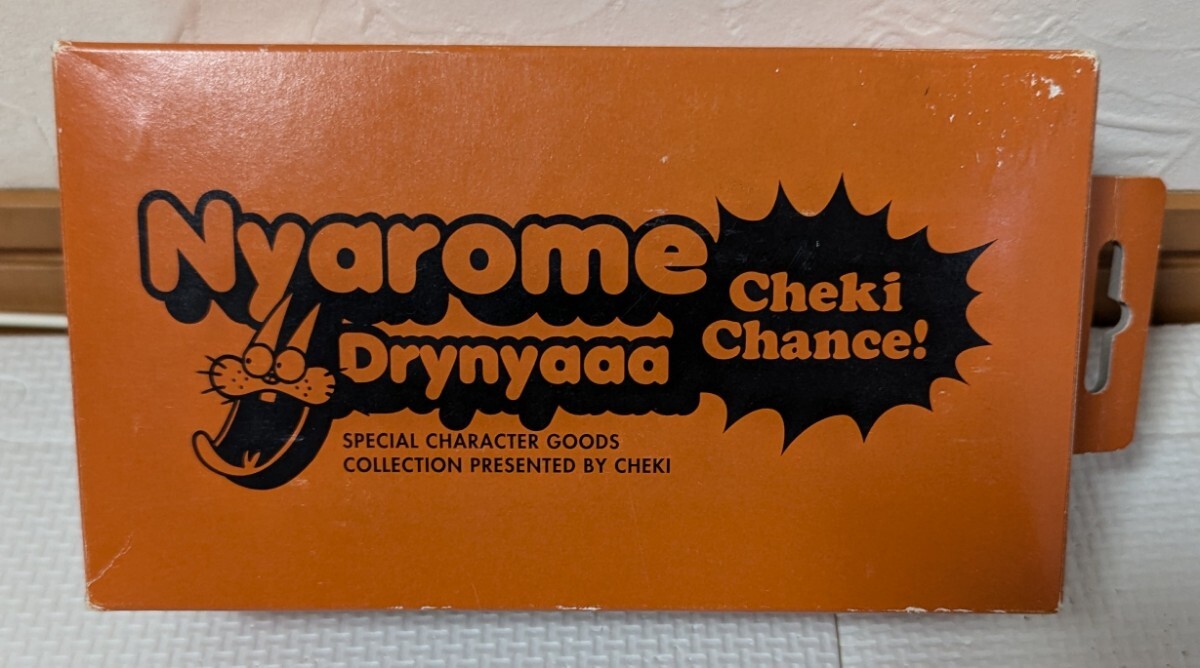 Nyarome
Drynyaaa
Cheki
Chance!
SPECIAL CHARACTER GOODS
COLLECTION PRESENTED BY CHEKI